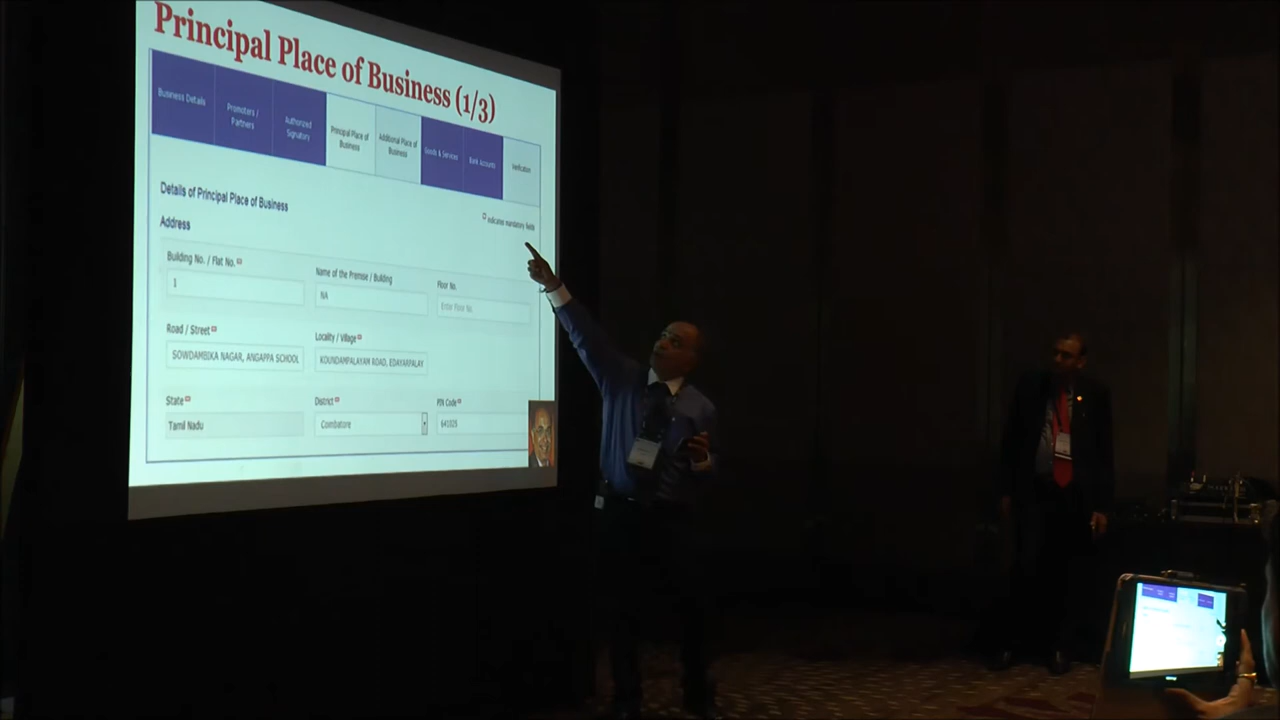 Principal Place of Business (1/3)
Business Details
Promoters / Partners
Authorized Signatory
Principal Place of Business
Additional Place of Business
Goods & Services
Bank Accounts
Verification
Details of Principal Place of Business
indicates mandatory fields
Address
Building No. / Flat No.
Name of the Premise / Building
Floor No.
1
NA
Enter Floor No.
Road / Street
Locality / Village
SOWDAMBIKA NAGAR, ANGAPPA SCHOOL
KOUNDAMPALAYAM ROAD, EDAYARPALAY
State
District
PIN Code
Tamil Nadu
Coimbatore
641025